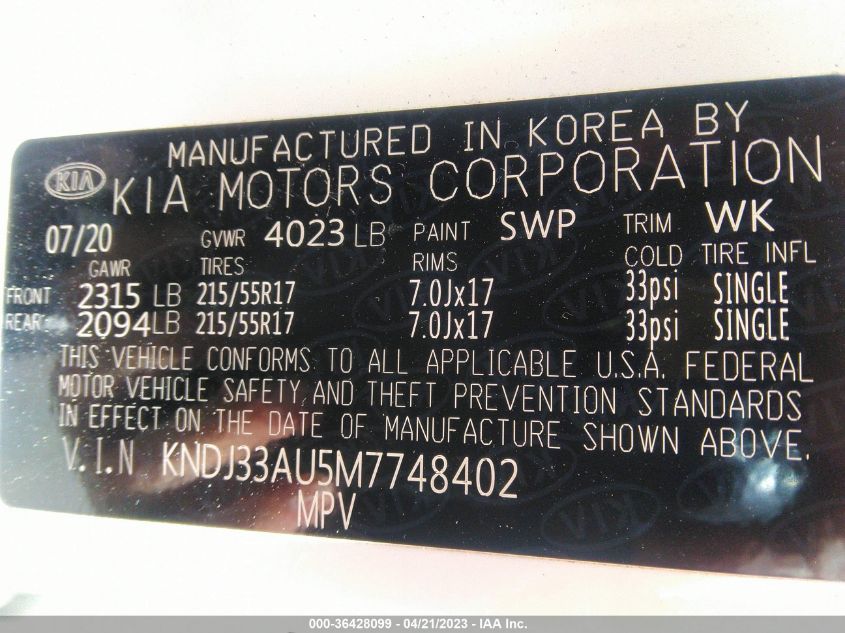 MANUFACTURED IN KOREA BY
KIA KIA MOTORS CORPORATION
07/20 GVWR 4023 LB PAINT SWP TRIM WK
GAWR TIRES RIMS COLD TIRE INFL
FRONT 2315 LB 215/55R17 7.0Jx17 33psi SINGLE
REAR 2094 LB 215/55R17 7.0Jx17 33psi SINGLE
THIS VEHICLE CONFORMS TO ALL APPLICABLE U.S.A. FEDERAL
MOTOR VEHICLE SAFETY AND THEFT PREVENTION STANDARDS
IN EFFECT ON THE DATE OF MANUFACTURE SHOWN ABOVE.
V.I.N KNDJ33AU5M7748402
MPV
000-36428099 - 04/21/2023 - IAA Inc.